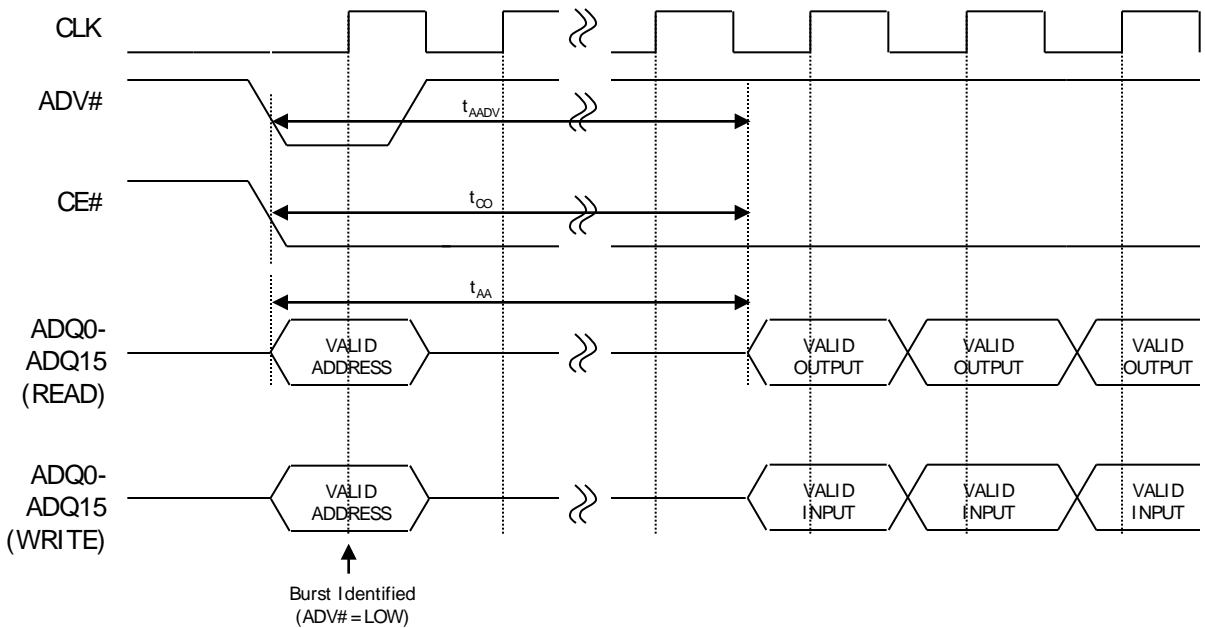 CLK
ADV#
tAADV
CE#
tCO
tAA
ADQ0-
ADQ15
(READ)
VALID
ADDRESS
VALID
OUTPUT
VALID
OUTPUT
VALID
OUTPUT
ADQ0-
ADQ15
(WRITE)
VALID
ADDRESS
VALID
INPUT
VALID
INPUT
VALID
INPUT
Burst Identified
(ADV#=LOW)